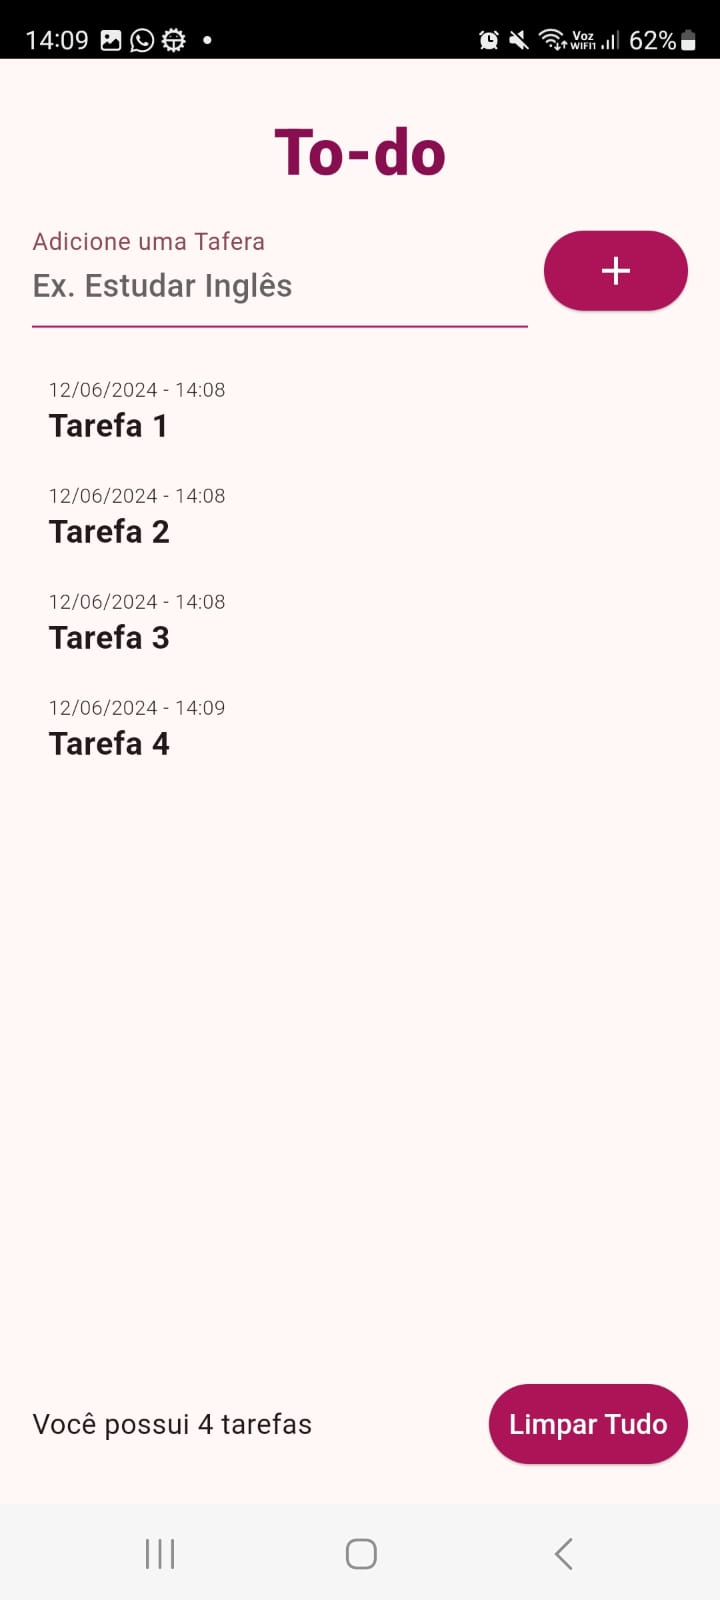 14:09
Voz
WIFI1
62%
To-do
Adicione uma Tafera
Ex. Estudar Inglês
+
12/06/2024 - 14:08
Tarefa 1
12/06/2024 - 14:08
Tarefa 2
12/06/2024 - 14:08
Tarefa 3
12/06/2024 - 14:09
Tarefa 4
Você possui 4 tarefas
Limpar Tudo